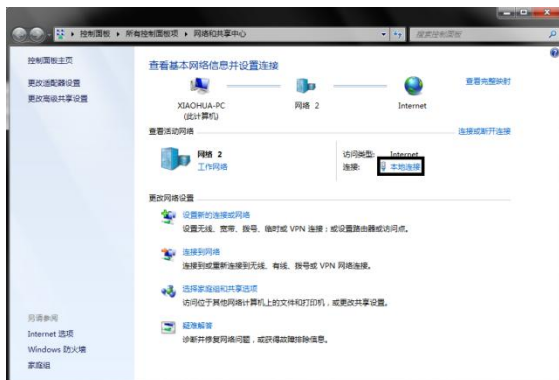 控制面板 ▸ 所有控制面板项 ▸ 网络和共享中心
搜索控制面板
控制面板主页
更改适配器设置
更改高级共享设置
查看基本网络信息并设置连接
查看完整映射
XIAOHUA-PC
(此计算机)
网络 2
Internet
查看活动网络
连接或断开连接
网络 2
工作网络
访问类型: Internet
连接: 本地连接
更改网络设置
设置新的连接或网络
设置无线、宽带、拨号、临时或 VPN 连接；或设置路由器或访问点。
连接到网络
连接到或重新连接到无线、有线、拨号或 VPN 网络连接。
选择家庭组和共享选项
访问位于其他网络计算机上的文件和打印机，或更改共享设置。
疑难解答
诊断并修复网络问题，或获得故障排除信息。
另请参阅
Internet 选项
Windows 防火墙
家庭组